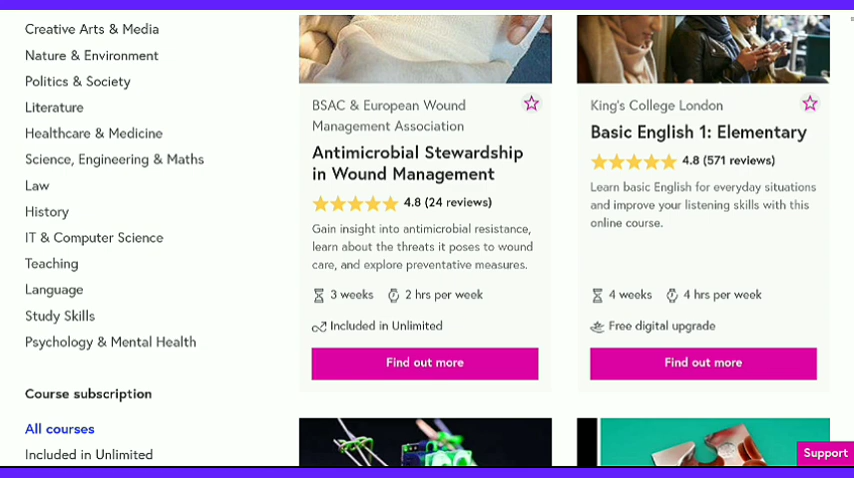 Creative Arts & Media
Nature & Environment
Politics & Society
Literature
Healthcare & Medicine
Science, Engineering & Maths
Law
History
IT & Computer Science
Teaching
Language
Study Skills
Psychology & Mental Health
Course subscription
All courses
Included in Unlimited
BSAC & European Wound
Management Association
Antimicrobial Stewardship
in Wound Management
4.8 (24 reviews)
Gain insight into antimicrobial resistance,
learn about the threats it poses to wound
care, and explore preventative measures.
3 weeks 2 hrs per week
Included in Unlimited
Find out more
King's College London
Basic English 1: Elementary
4.8 (571 reviews)
Learn basic English for everyday situations
and improve your listening skills with this
online course.
4 weeks 4 hrs per week
Free digital upgrade
Find out more
Support